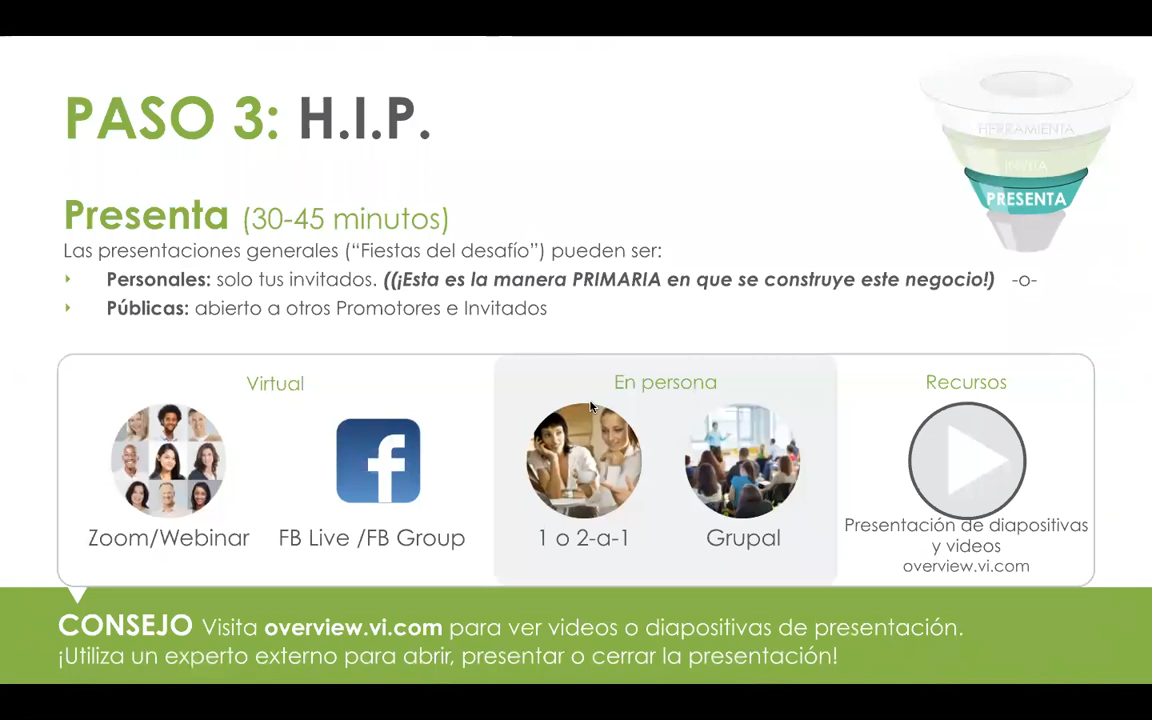 PASO 3: H.I.P.
HERRAMIENTA
INVITA
PRESENTA
Presenta (30-45 minutos)
Las presentaciones generales (“Fiestas del desafío”) pueden ser:
Personales: solo tus invitados. ((¡Esta es la manera PRIMARIA en que se construye este negocio!) -o-
Públicas: abierto a otros Promotores e Invitados
Virtual
Zoom/Webinar
FB Live /FB Group
En persona
1 o 2-a-1
Grupal
Recursos
Presentación de diapositivas
y videos
overview.vi.com
CONSEJO Visita overview.vi.com para ver videos o diapositivas de presentación.
¡Utiliza un experto externo para abrir, presentar o cerrar la presentación!